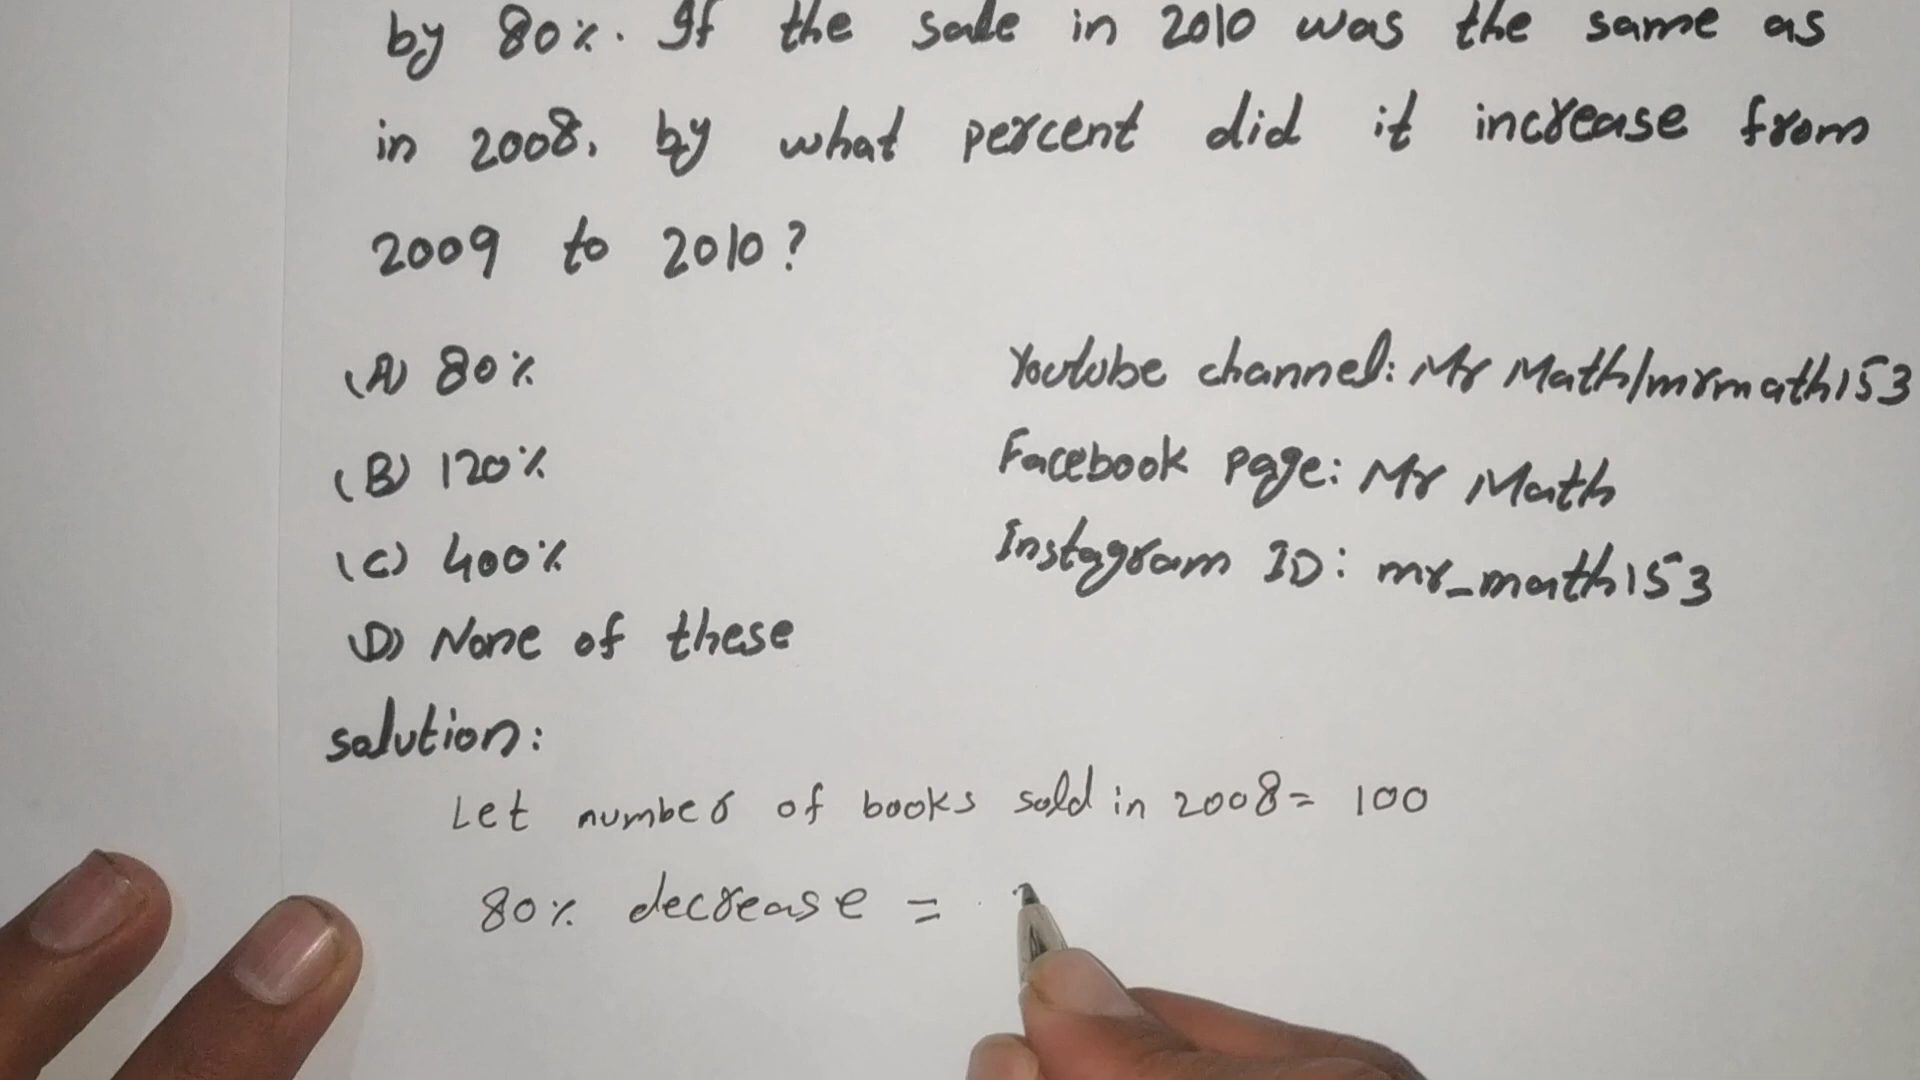 by 80%. If the sale in 2010 was the same as
in 2008, by what percent did it increase from
2009 to 2010?
(A) 80%
(B) 120%
(C) 400%
(D) None of these
Youtube channel: Mr Math/mrmath153
Facebook page: Mr Math
Instagram ID: mr_math153
solution:
Let number of books sold in 2008 = 100
80% decrease =